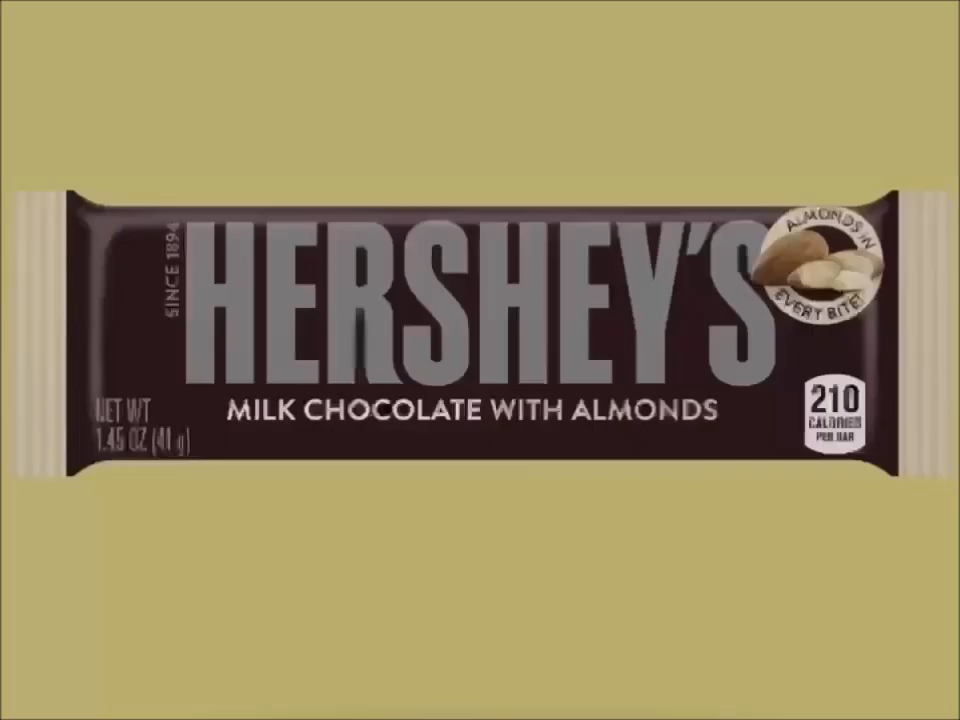 SINCE 1894
HERSHEY'S
ALMONDS IN
EVERY BITE!
MILK CHOCOLATE WITH ALMONDS
NET WT
1.45 OZ (41 g)
210
CALORIES
PER BAR